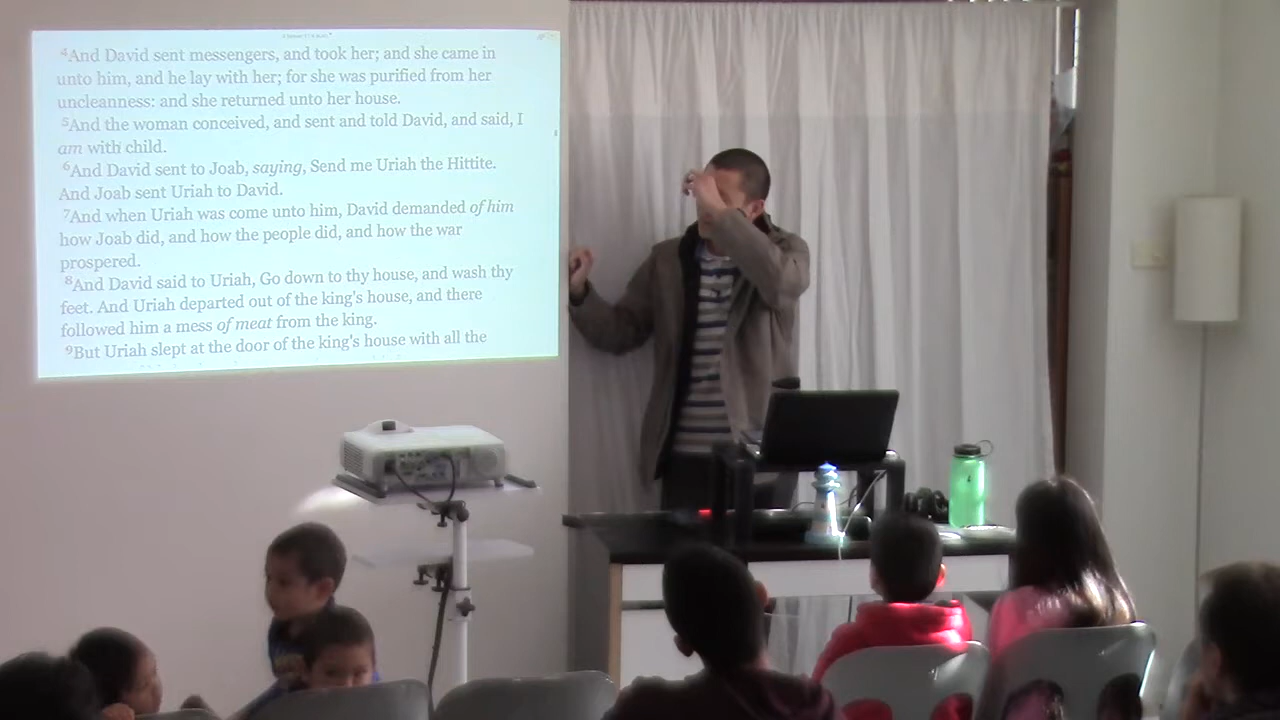 ⁴And David sent messengers, and took her; and she came in
unto him, and he lay with her; for she was purified from her
uncleanness: and she returned unto her house.
⁵And the woman conceived, and sent and told David, and said, I
am with child.
⁶And David sent to Joab, saying, Send me Uriah the Hittite.
And Joab sent Uriah to David.
⁷And when Uriah was come unto him, David demanded of him
how Joab did, and how the people did, and how the war
prospered.
⁸And David said to Uriah, Go down to thy house, and wash thy
feet. And Uriah departed out of the king's house, and there
followed him a mess of meat from the king.
⁹But Uriah slept at the door of the king's house with all the